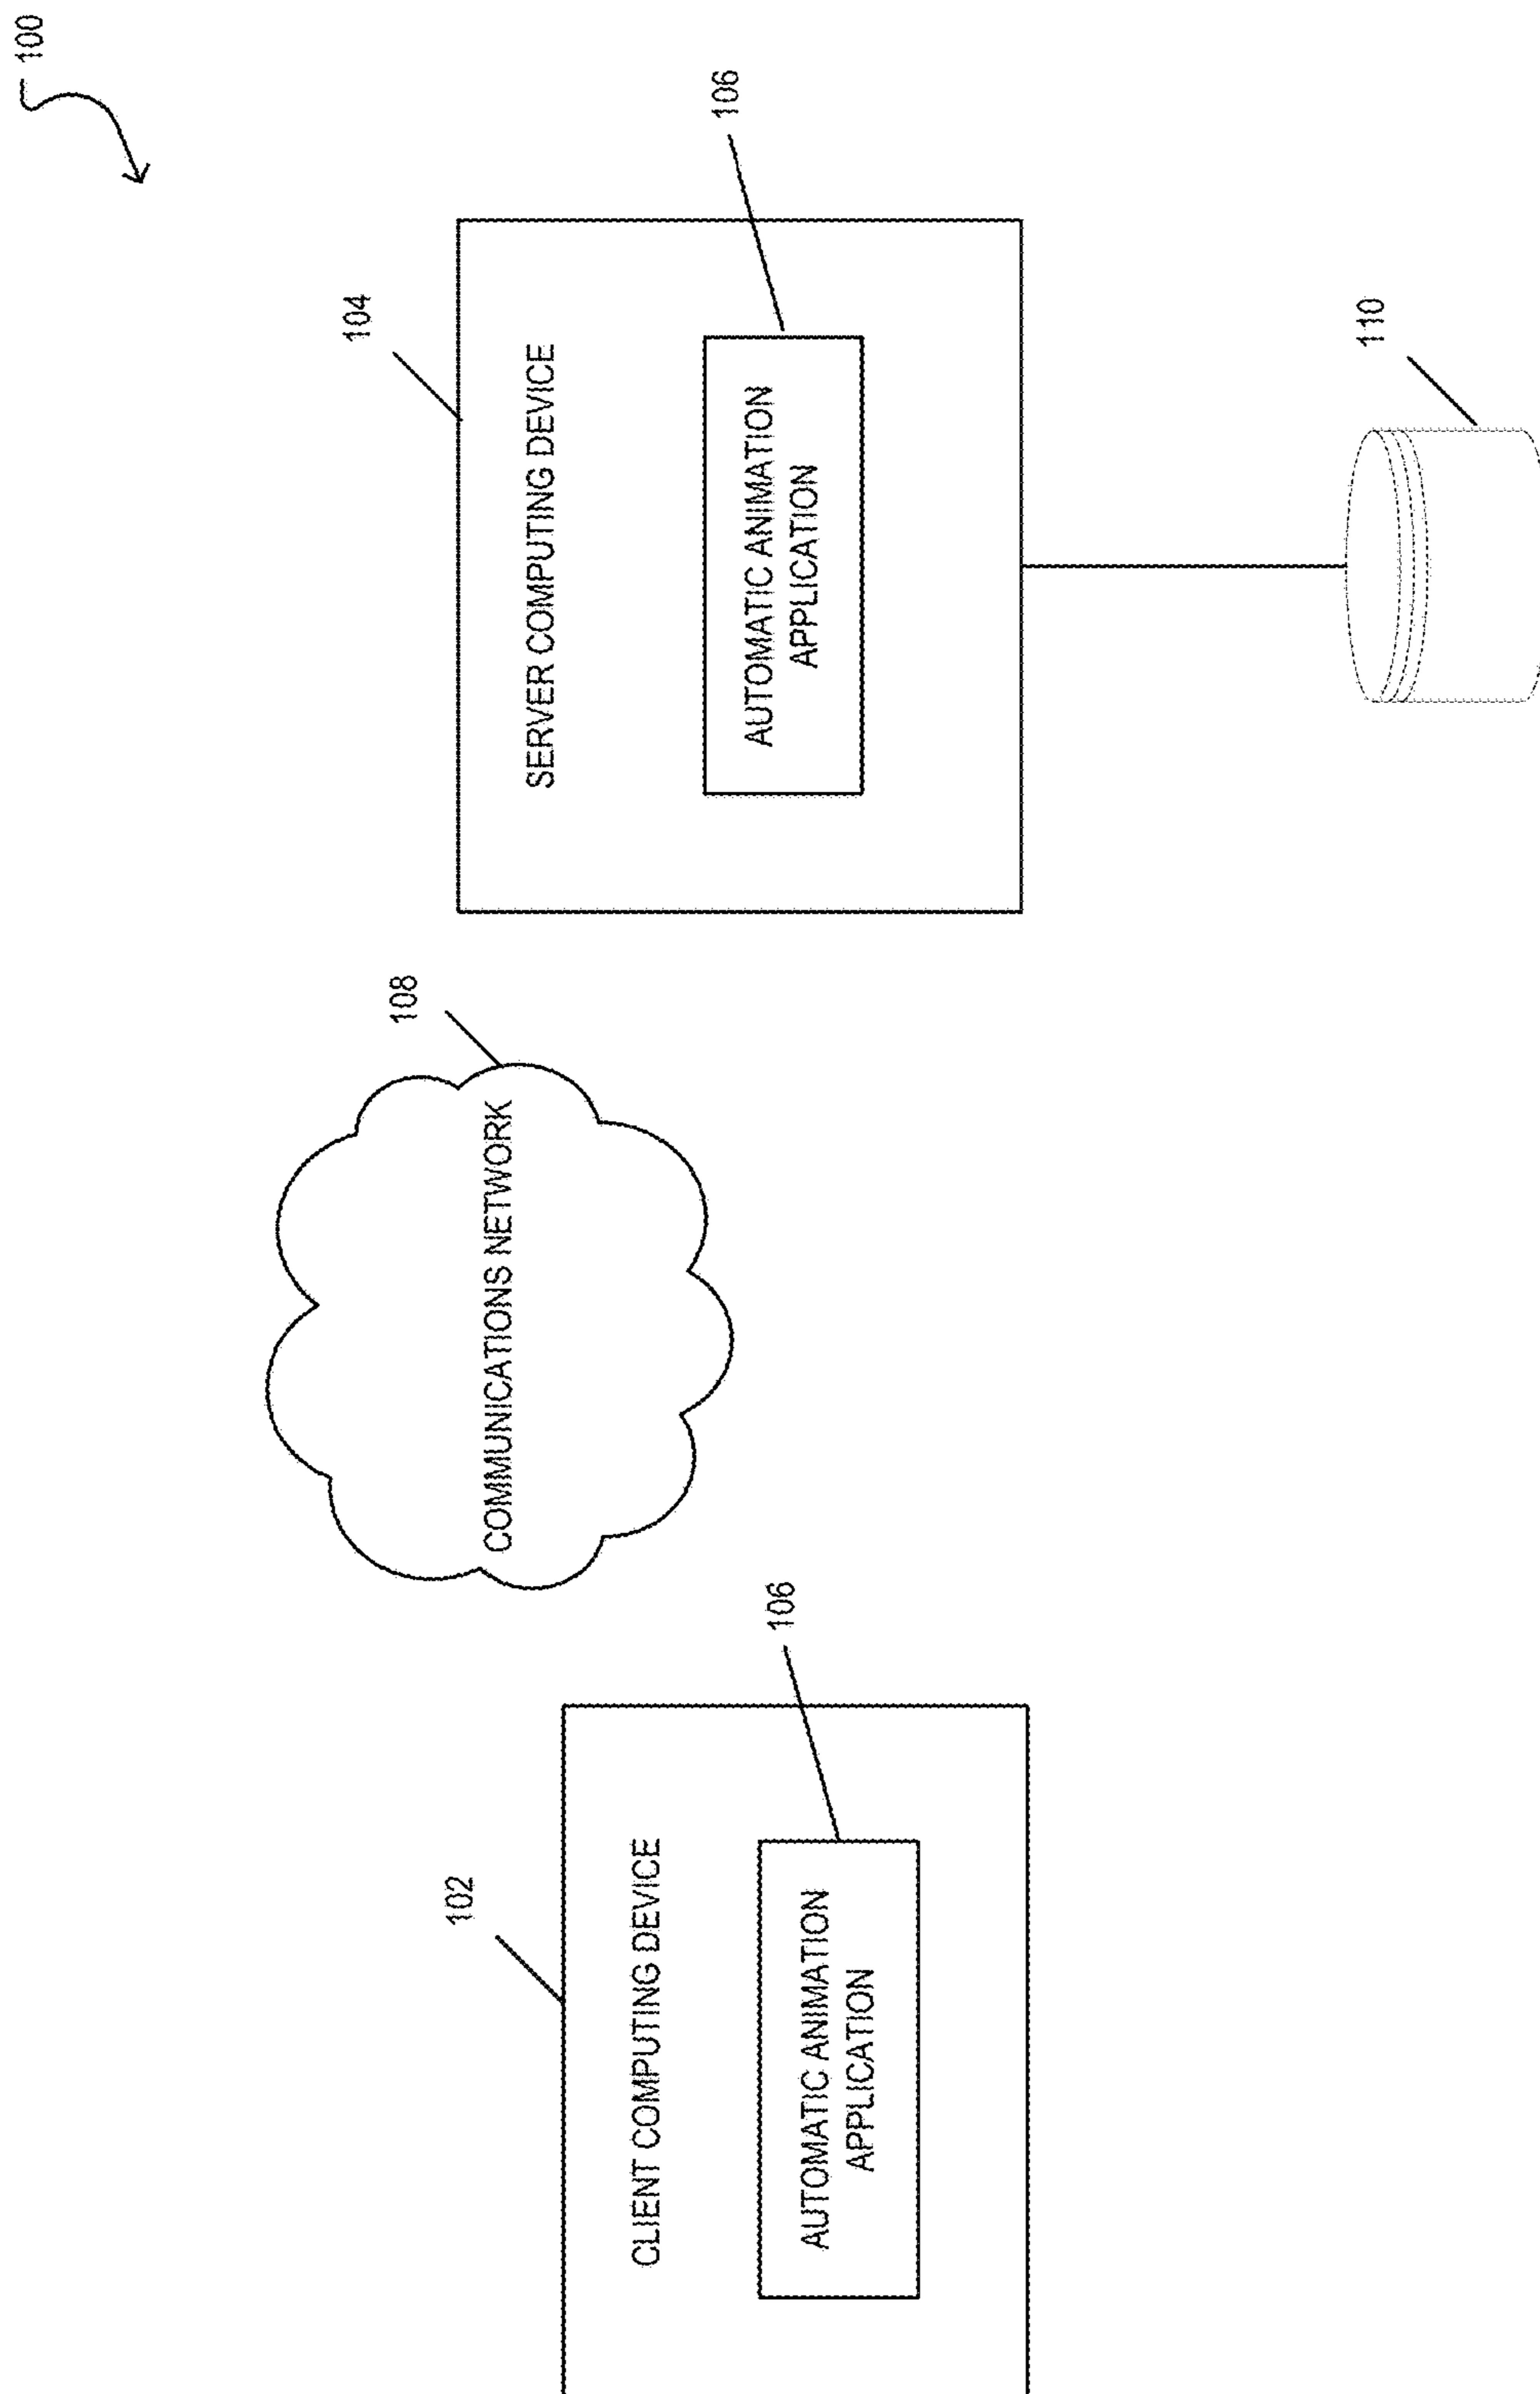 100
104
SERVER COMPUTING DEVICE
106
AUTOMATIC ANIMATION
APPLICATION
110
108
COMMUNICATIONS NETWORK
102
CLIENT COMPUTING DEVICE
106
AUTOMATIC ANIMATION
APPLICATION